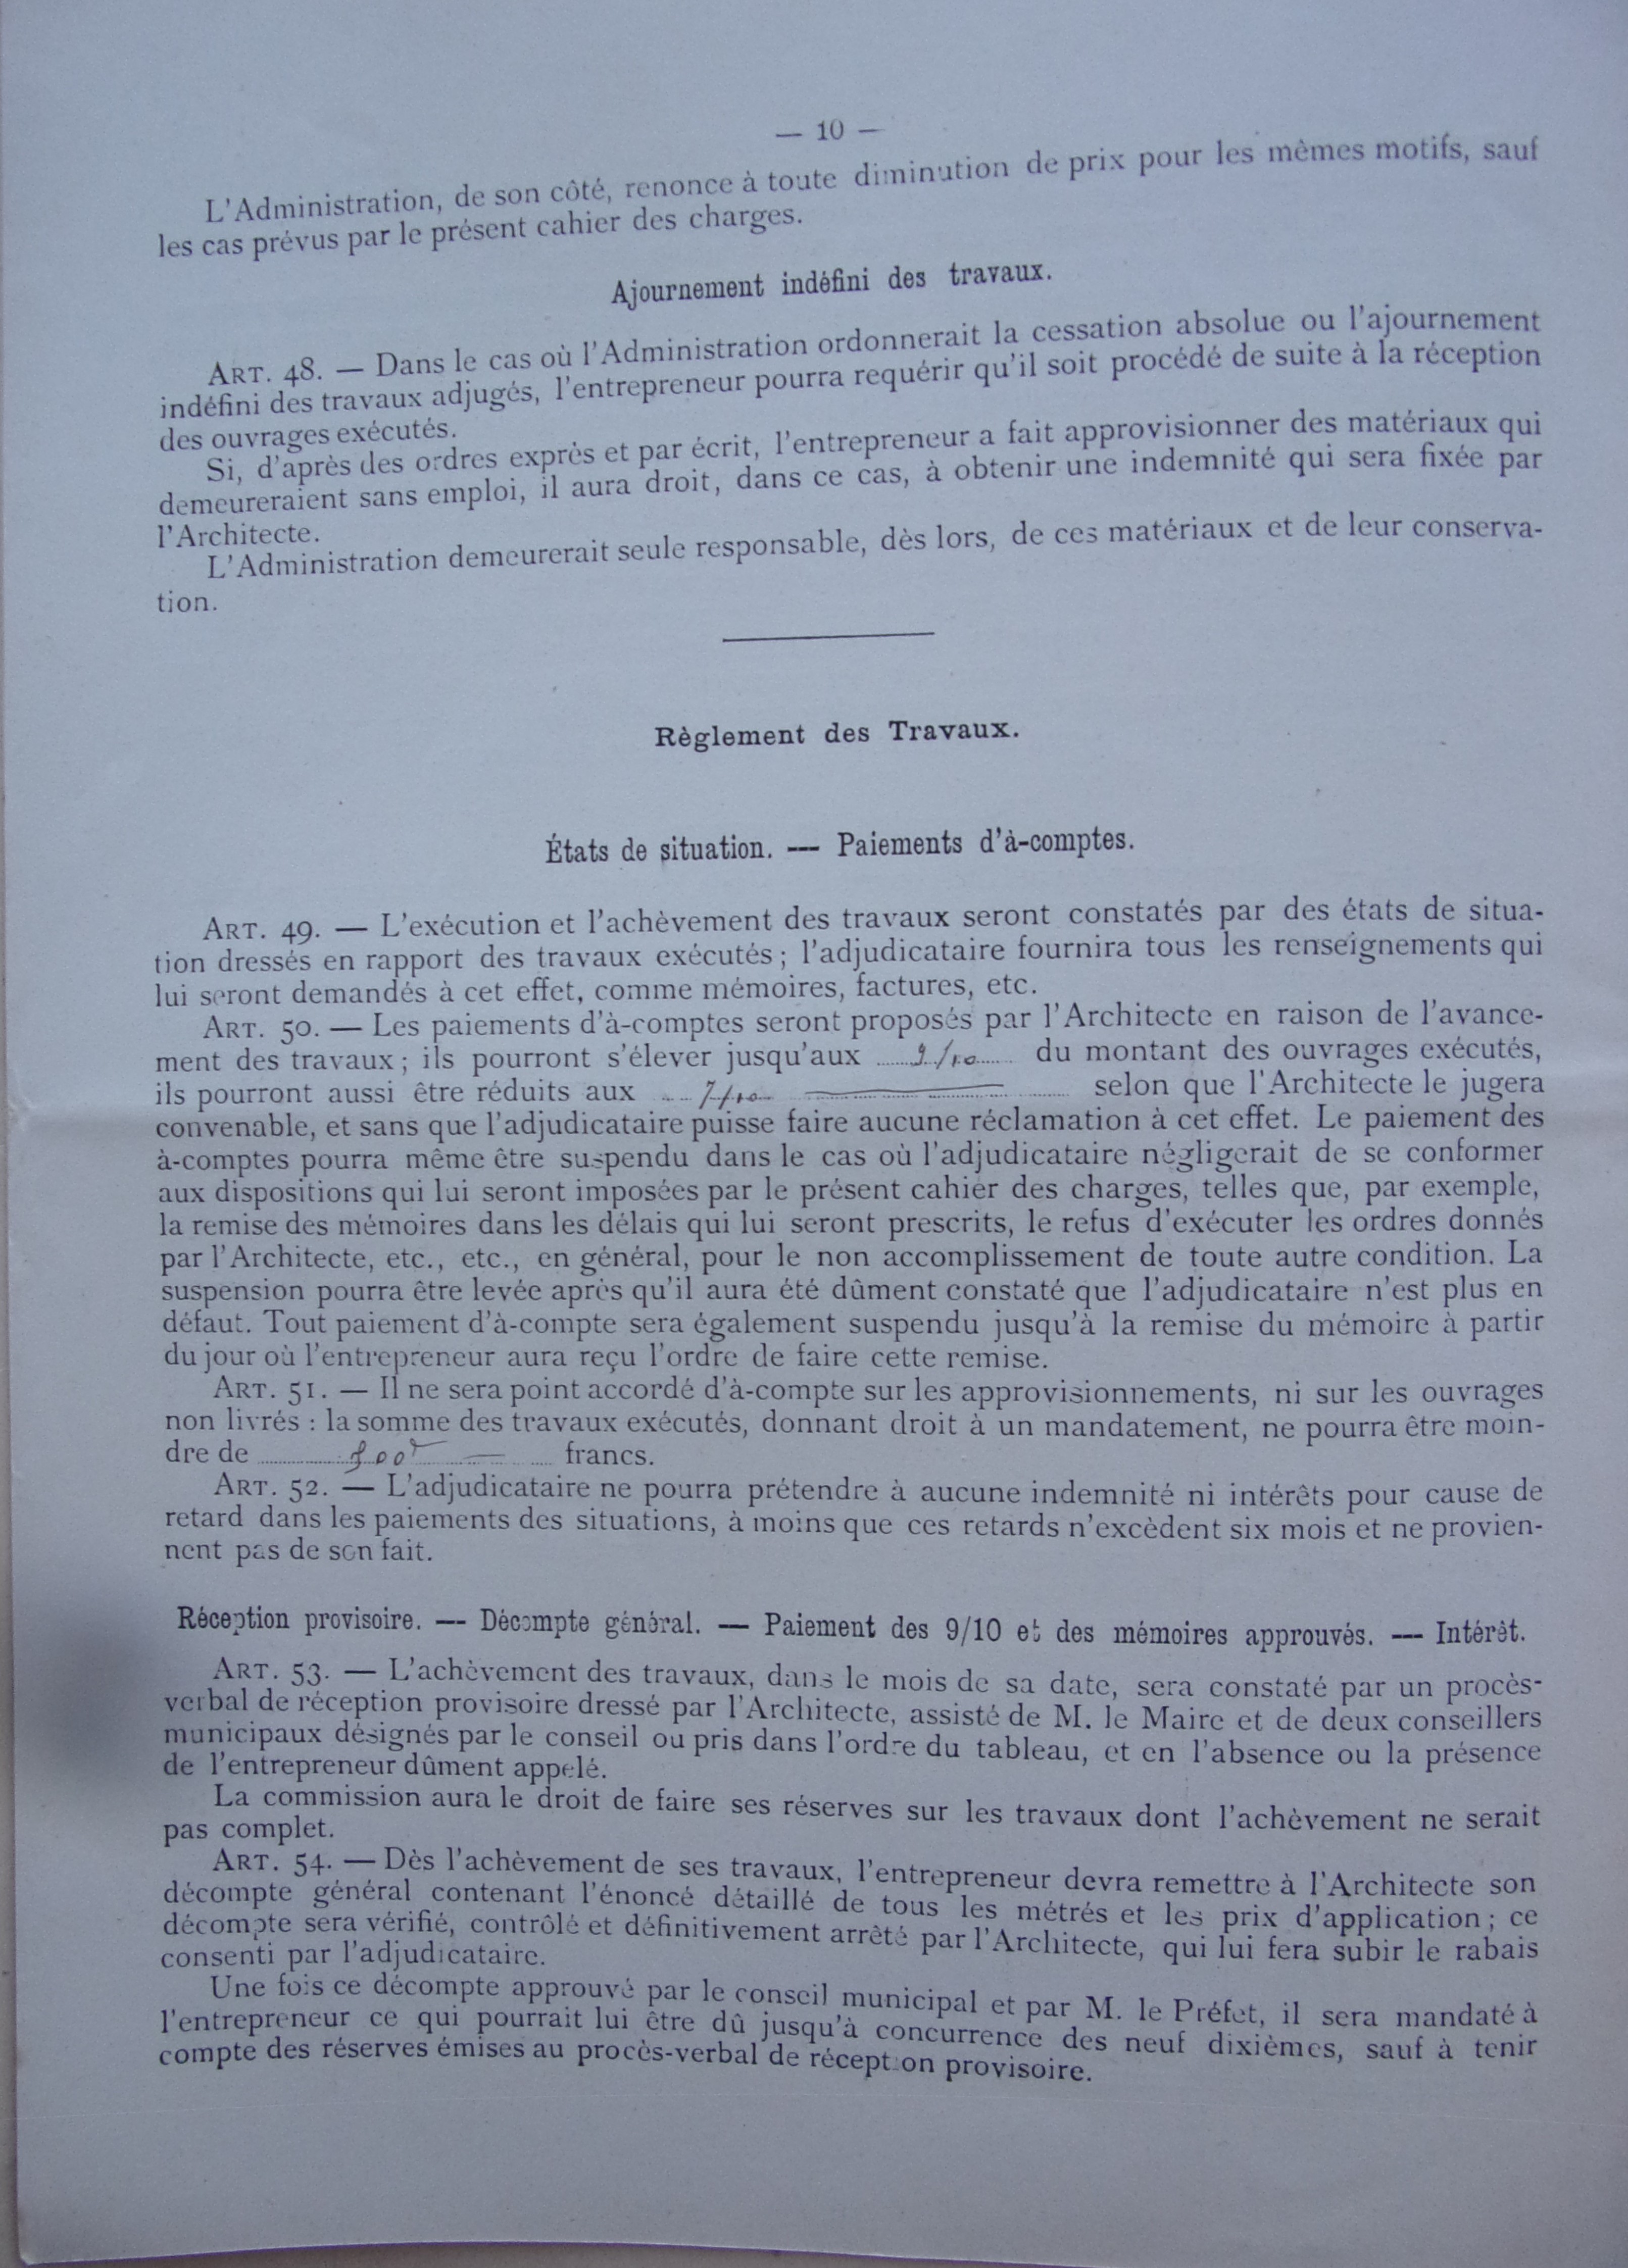 — 10 —
L'Administration, de son côté, renonce à toute diminution de prix pour les mêmes motifs, sauf
les cas prévus par le présent cahier des charges.
Ajournement indéfini des travaux.
ART. 48. — Dans le cas où l'Administration ordonnerait la cessation absolue ou l'ajournement
indéfini des travaux adjugés, l'entrepreneur pourra requérir qu'il soit procédé de suite à la réception
des ouvrages exécutés.
Si, d'après des ordres exprès et par écrit, l'entrepreneur a fait approvisionner des matériaux qui
demeureraient sans emploi, il aura droit, dans ce cas, à obtenir une indemnité qui sera fixée par
l'Architecte.
L'Administration demeurerait seule responsable, dès lors, de ces matériaux et de leur conserva-
tion.
Règlement des Travaux.
États de situation. — Paiements d'à-comptes.
ART. 49. — L'exécution et l'achèvement des travaux seront constatés par des états de situa-
tion dressés en rapport des travaux exécutés ; l'adjudicataire fournira tous les renseignements qui
lui seront demandés à cet effet, comme mémoires, factures, etc.
ART. 50. — Les paiements d'à-comptes seront proposés par l'Architecte en raison de l'avance-
ment des travaux ; ils pourront s'élever jusqu'aux 9/10 du montant des ouvrages exécutés,
ils pourront aussi être réduits aux 7/10 selon que l'Architecte le jugera
convenable, et sans que l'adjudicataire puisse faire aucune réclamation à cet effet. Le paiement des
à-comptes pourra même être suspendu dans le cas où l'adjudicataire négligerait de se conformer
aux dispositions qui lui seront imposées par le présent cahier des charges, telles que, par exemple,
la remise des mémoires dans les délais qui lui seront prescrits, le refus d'exécuter les ordres donnés
par l'Architecte, etc., etc., en général, pour le non accomplissement de toute autre condition. La
suspension pourra être levée après qu'il aura été dûment constaté que l'adjudicataire n'est plus en
défaut. Tout paiement d'à-compte sera également suspendu jusqu'à la remise du mémoire à partir
du jour où l'entrepreneur aura reçu l'ordre de faire cette remise.
ART. 51. — Il ne sera point accordé d'à-compte sur les approvisionnements, ni sur les ouvrages
non livrés : la somme des travaux exécutés, donnant droit à un mandatement, ne pourra être moin-
dre de francs.
ART. 52. — L'adjudicataire ne pourra prétendre à aucune indemnité ni intérêts pour cause de
retard dans les paiements des situations, à moins que ces retards n'excèdent six mois et ne provien-
nent pas de son fait.
Réception provisoire. — Décompte général. — Paiement des 9/10 et des mémoires approuvés. — Intérêt.
ART. 53. — L'achèvement des travaux, dans le mois de sa date, sera constaté par un procès-
verbal de réception provisoire dressé par l'Architecte, assisté de M. le Maire et de deux conseillers
municipaux désignés par le conseil ou pris dans l'ordre du tableau, et en l'absence ou la présence
de l'entrepreneur dûment appelé.
La commission aura le droit de faire ses réserves sur les travaux dont l'achèvement ne serait
pas complet.
ART. 54. — Dès l'achèvement de ses travaux, l'entrepreneur devra remettre à l'Architecte son
décompte général contenant l'énoncé détaillé de tous les métrés et les prix d'application ; ce
décompte sera vérifié, contrôlé et définitivement arrêté par l'Architecte, qui lui fera subir le rabais
consenti par l'adjudicataire.
Une fois ce décompte approuvé par le conseil municipal et par M. le Préfet, il sera mandaté à
l'entrepreneur ce qui pourrait lui être dû jusqu'à concurrence des neuf dixièmes, sauf à tenir
compte des réserves émises au procès-verbal de réception provisoire.